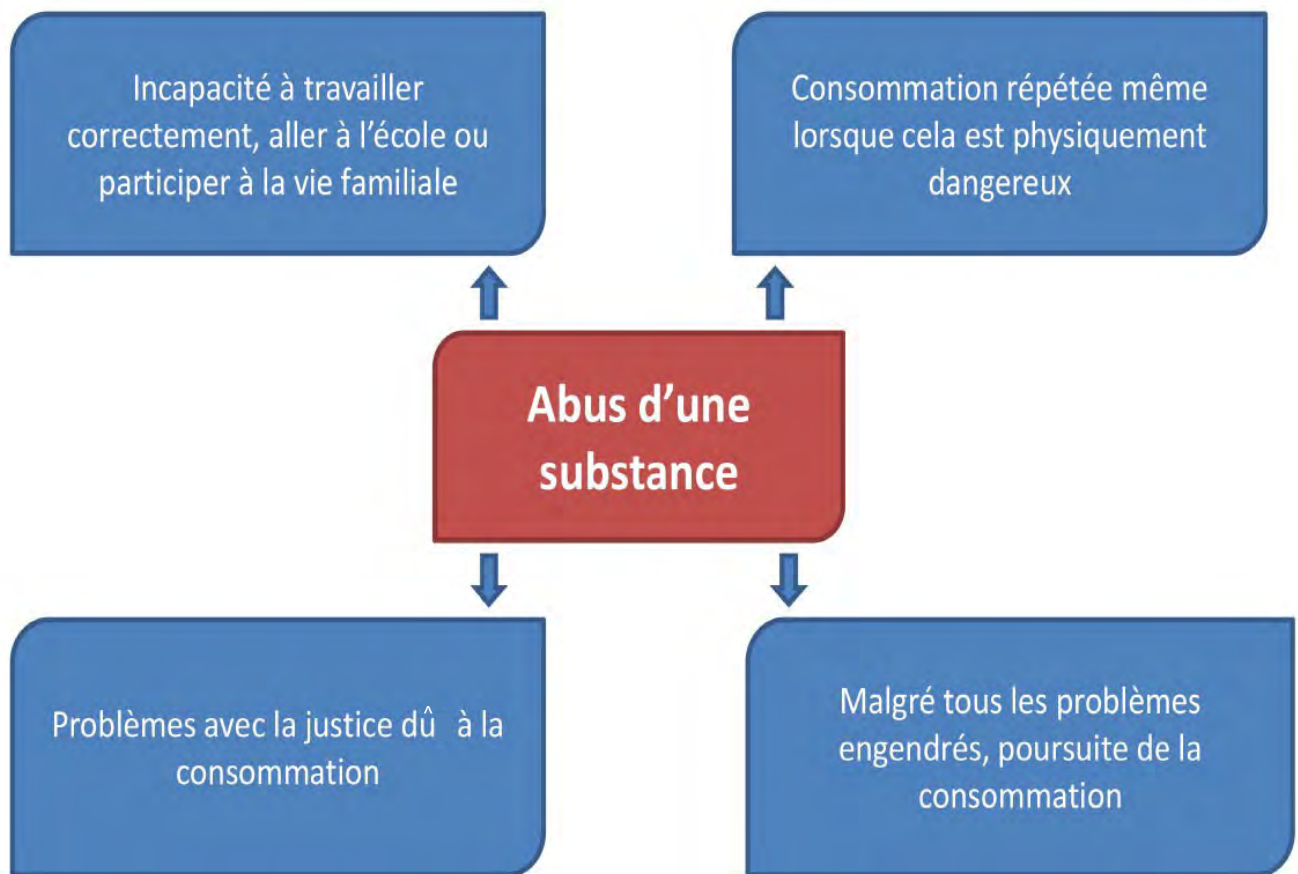 Incapacité à travailler
correctement, aller à l'école ou
participer à la vie familiale
Consommation répétée même
lorsque cela est physiquement
dangereux
Abus d'une
substance
Problèmes avec la justice dû à la
consommation
Malgré tous les problèmes
engendrés, poursuite de la
consommation